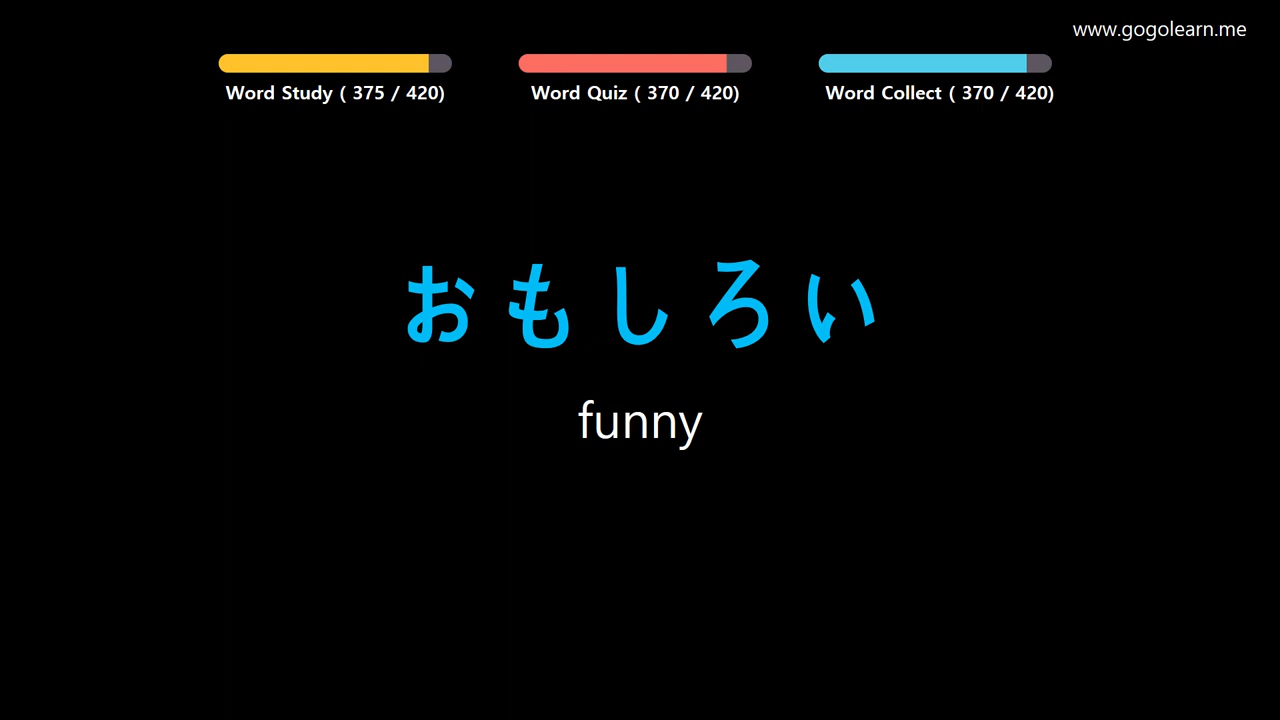 www.gogolearn.me
Word Study ( 375 / 420)
Word Quiz ( 370 / 420)
Word Collect ( 370 / 420)
おもしろい
funny